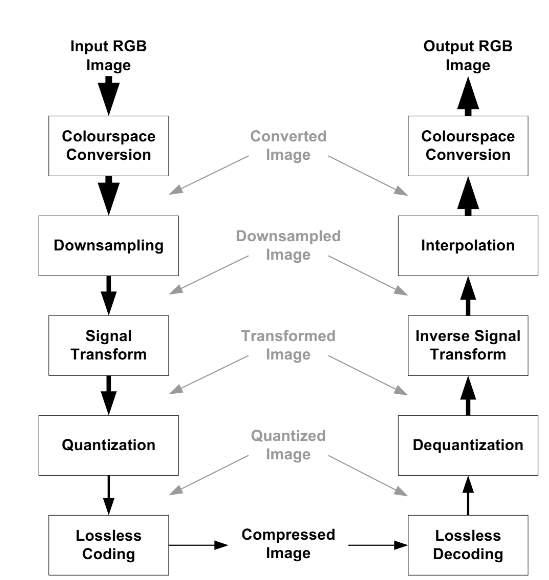 Input RGB
Image
Output RGB
Image
Colourspace
Conversion
Converted
Image
Colourspace
Conversion
Downsampling
Downsampled
Image
Interpolation
Signal
Transform
Transformed
Image
Inverse Signal
Transform
Quantization
Quantized
Image
Dequantization
Lossless
Coding
Compressed
Image
Lossless
Decoding